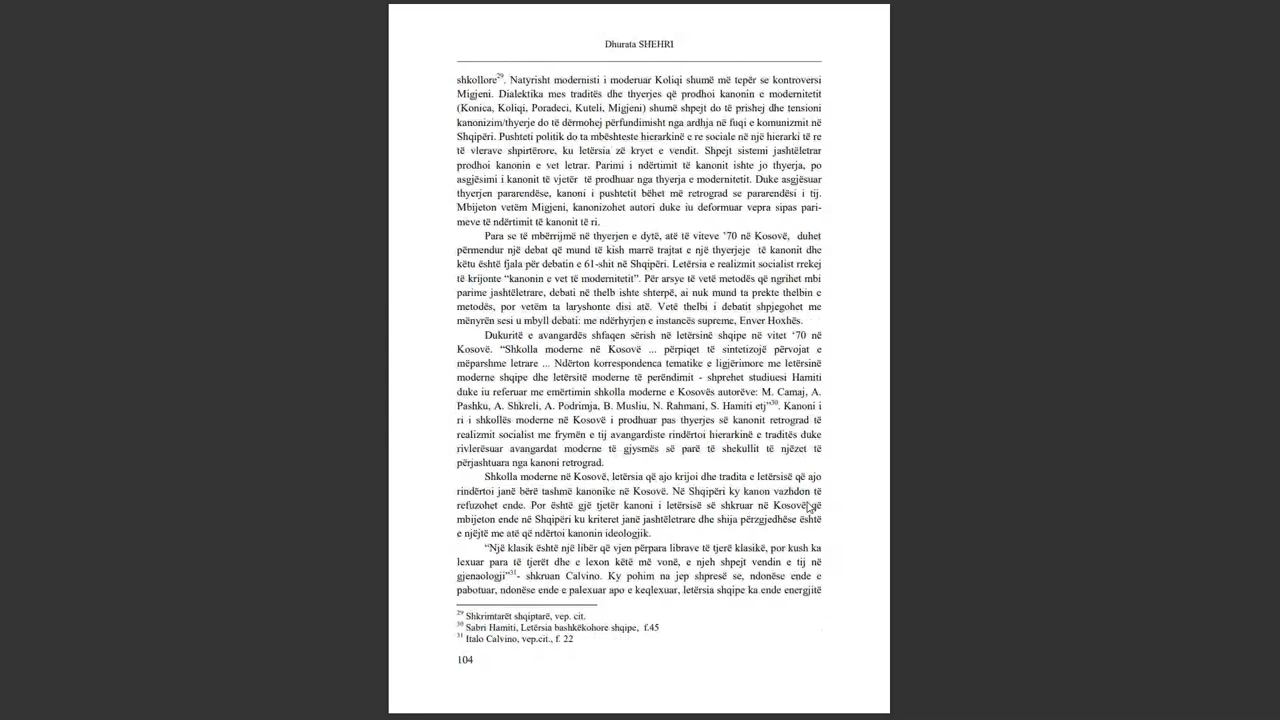 Dhurata SHEHRI
shkollore29. Natyrisht modernisti i moderuar Koliqi shumë më tepër se kontroversi
Migjeni. Dialektika mes traditës dhe thyerjes që prodhoi kanonin e modernitetit
(Konica, Koliqi, Poradeci, Kuteli, Migjeni) shumë shpejt do të prishej dhe tensioni
kanonizim/thyerje do të dërmohej përfundimisht nga ardhja në fuqi e komunizmit në
Shqipëri. Pushteti politik do ta mbështeste hierarkinë e re sociale në një hierarki të re
të vlerave shpirtërore, ku letërsia zë kryet e vendit. Shpejt sistemi jashtëletrar
prodhoi kanonin e vet letrar. Parimi i ndërtimit të kanonit ishte jo thyerja, po
asgjësimi i kanonit të vjetër të prodhuar nga thyerja e modernitetit. Duke asgjësuar
thyerjen pararendëse, kanoni i pushtetit bëhet më retrograd se pararendësi i tij.
Mbijeton vetëm Migjeni, kanonizohet autori duke iu deformuar vepra sipas pari-
meve të ndërtimit të kanonit të ri.
Para se të mbërrijmë në thyerjen e dytë, atë të viteve ’70 në Kosovë, duhet
përmendur një debat që mund të kish marrë trajtat e një thyerjeje të kanonit dhe
këtu është fjala për debatin e 61-shit në Shqipëri. Letërsia e realizmit socialist rrekej
të krijonte “kanonin e vet të modernitetit”. Për arsye të vetë metodës që ngrihet mbi
parime jashtëletrare, debati në thelb ishte shterpë, ai nuk mund ta prekte thelbin e
metodës, por vetëm ta laryshonte disi atë. Vetë thelbi i debatit shpjegohet me
mënyrën sesi u mbyll debati: me ndërhyrjen e instancës supreme, Enver Hoxhës.
Dukuritë e avangardës shfaqen sërish në letërsinë shqipe në vitet ‘70 në
Kosovë. “Shkolla moderne në Kosovë ... përpiqet të sintetizojë përvojat e
mëparshme letrare ... Ndërton korrespondenca tematike e ligjërimore me letërsinë
moderne shqipe dhe letërsitë moderne të perëndimit - shprehet studiuesi Hamiti
duke iu referuar me emërtimin shkolla moderne e Kosovës autorëve: M. Camaj, A.
Pashku, A. Shkreli, A. Podrimja, B. Musliu, N. Rahmani, S. Hamiti etj”30. Kanoni i
ri i shkollës moderne në Kosovë i prodhuar pas thyerjes së kanonit retrograd të
realizmit socialist me frymën e tij avangardiste rindërtoi hierarkinë e traditës duke
rivlerësuar avangardat moderne të gjysmës së parë të shekullit të njëzet të
përjashtuara nga kanoni retrograd.
Shkolla moderne në Kosovë, letërsia që ajo krijoi dhe tradita e letërsisë që ajo
rindërtoi janë bërë tashmë kanonike në Kosovë. Në Shqipëri ky kanon vazhdon të
refuzohet ende. Por është gjë tjetër kanoni i letërsisë së shkruar në Kosovë që
mbijeton ende në Shqipëri ku kriteret janë jashtëletrare dhe shija përzgjedhëse është
e njëjtë me atë që ndërtoi kanonin ideologjik.
“Një klasik është një libër që vjen përpara librave të tjerë klasikë, por kush ka
lexuar para të tjerët dhe e lexon këtë më vonë, e njeh shpejt vendin e tij në
gjenaologji”31- shkruan Calvino. Ky pohim na jep shpresë se, ndonëse ende e
pabotuar, ndonëse ende e palexuar apo e keqlexuar, letërsia shqipe ka ende energjitë
29 Shkrimtarët shqiptarë, vep. cit.
30 Sabri Hamiti, Letërsia bashkëkohore shqipe, f.45
31 Italo Calvino, vep.cit., f. 22
104